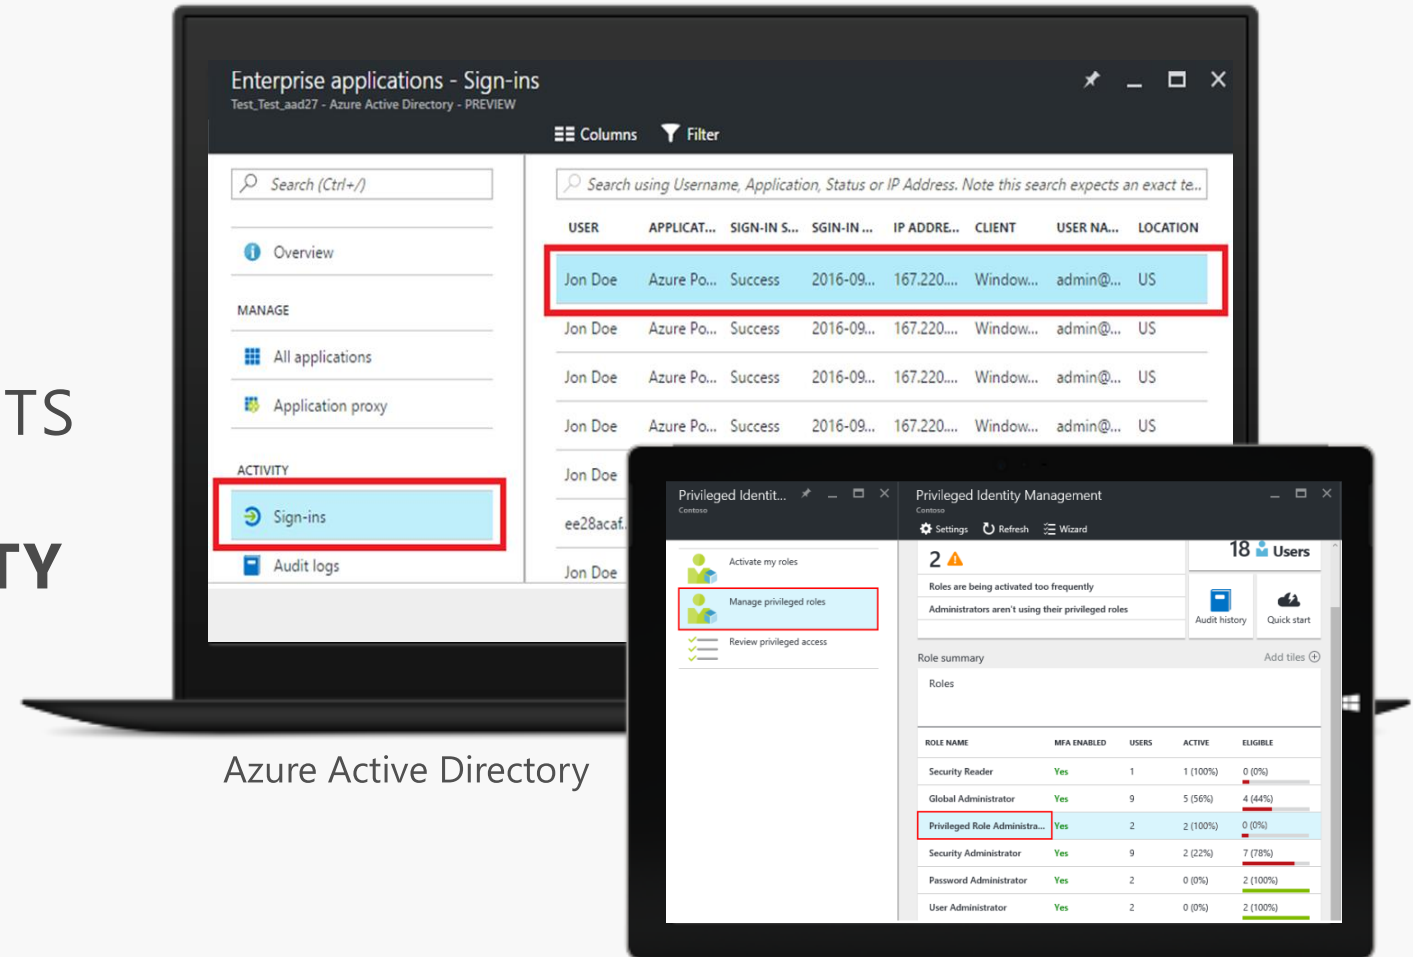 TS
TY
Enterprise applications - Sign-ins
Test_Test_aad27 - Azure Active Directory - PREVIEW
Columns Filter
Search (Ctrl+/)
Overview
MANAGE
All applications
Application proxy
ACTIVITY
Sign-ins
Audit logs
Search using Username, Application, Status or IP Address. Note this search expects an exact te...
USER APPLICAT... SIGN-IN S... SGIN-IN ... IP ADDRE... CLIENT USER NA... LOCATION
Jon Doe Azure Po... Success 2016-09... 167.220.... Window... admin@... US
Jon Doe Azure Po... Success 2016-09... 167.220.... Window... admin@... US
Jon Doe Azure Po... Success 2016-09... 167.220.... Window... admin@... US
Jon Doe Azure Po... Success 2016-09... 167.220.... Window... admin@... US
Jon Doe
ee28acaf..
Jon Doe
Privileged Identit...
Contoso
Activate my roles
Manage privileged roles
Review privileged access
Privileged Identity Management
Contoso
Settings Refresh Wizard
2
Roles are being activated too frequently
Administrators aren't using their privileged roles
18 Users
Audit history Quick start
Role summary Add tiles
Roles
ROLE NAME MFA ENABLED USERS ACTIVE ELIGIBLE
Security Reader Yes 1 1 (100%) 0 (0%)
Global Administrator Yes 9 5 (56%) 4 (44%)
Privileged Role Administra... Yes 2 2 (100%) 0 (0%)
Security Administrator Yes 9 2 (22%) 7 (78%)
Password Administrator Yes 2 0 (0%) 2 (100%)
User Administrator Yes 2 0 (0%) 2 (100%)
Azure Active Directory